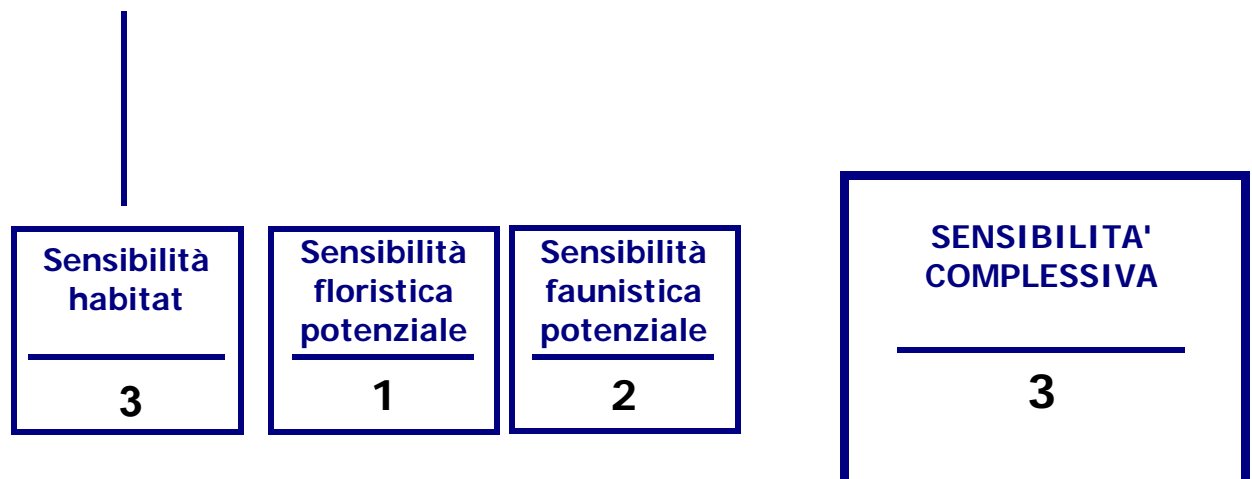 Sensibilità
habitat
3
Sensibilità
floristica
potenziale
1
Sensibilità
faunistica
potenziale
2
SENSIBILITA'
COMPLESSIVA
3